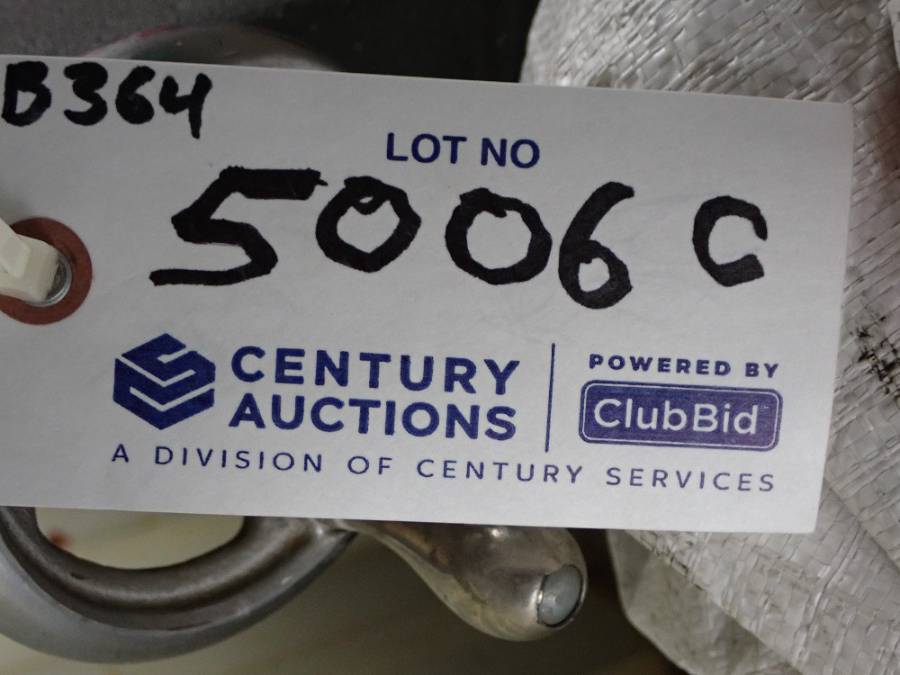 B364
LOT NO
5006 C
CENTURY
AUCTIONS
A DIVISION OF CENTURY SERVICES
POWERED BY
ClubBid